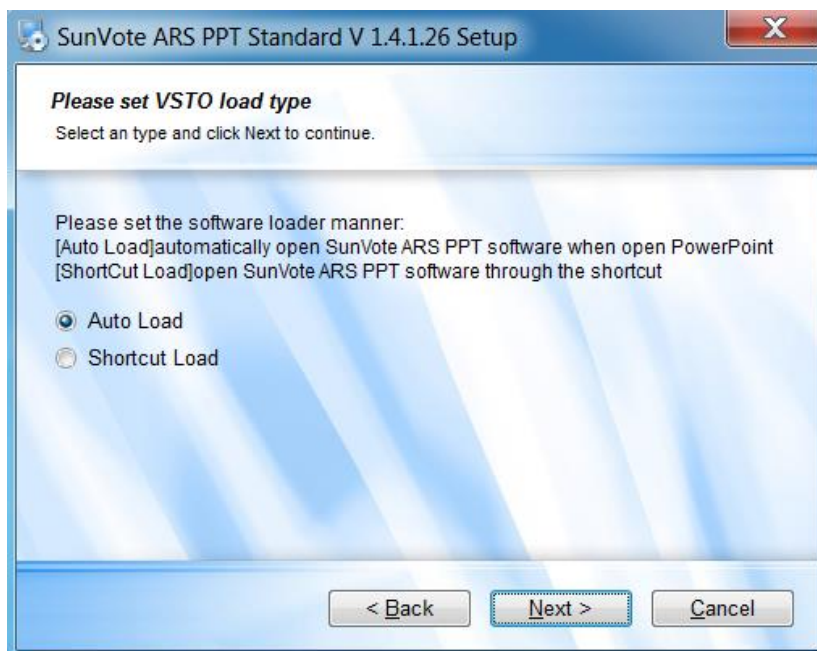 SunVote ARS PPT Standard V 1.4.1.26 Setup
Please set VSTO load type
Select an type and click Next to continue.
Please set the software loader manner:
[Auto Load]automatically open SunVote ARS PPT software when open PowerPoint
[ShortCut Load]open SunVote ARS PPT software through the shortcut
Auto Load
Shortcut Load
< Back Next > Cancel